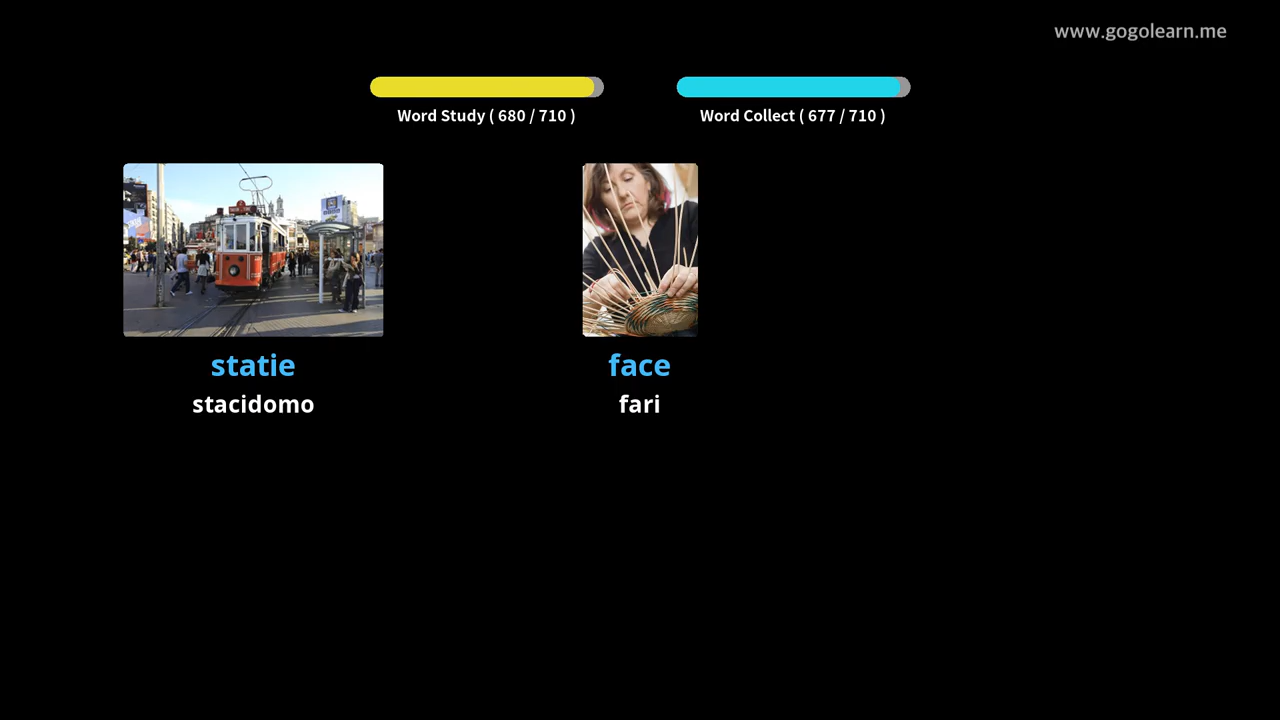 www.gogolearn.me
Word Study ( 680 / 710 )
Word Collect ( 677 / 710 )
statie
stacidomo
face
fari